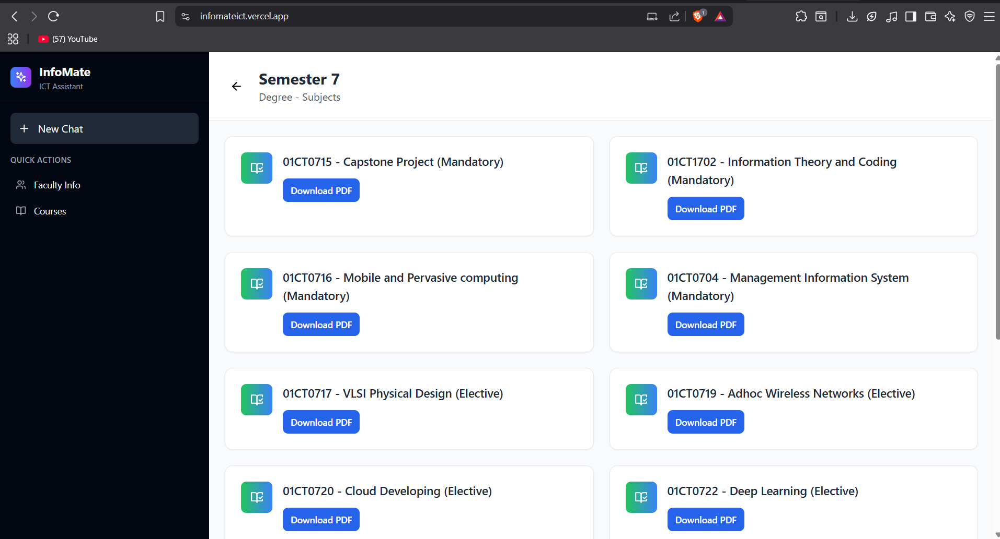 infomateict.vercel.app
1
(57) YouTube
InfoMate
ICT Assistant
New Chat
QUICK ACTIONS
Faculty Info
Courses
Semester 7
Degree - Subjects
01CT0715 - Capstone Project (Mandatory)
Download PDF
01CT1702 - Information Theory and Coding
(Mandatory)
Download PDF
01CT0716 - Mobile and Pervasive computing
(Mandatory)
Download PDF
01CT0704 - Management Information System
(Mandatory)
Download PDF
01CT0717 - VLSI Physical Design (Elective)
Download PDF
01CT0719 - Adhoc Wireless Networks (Elective)
Download PDF
01CT0720 - Cloud Developing (Elective)
Download PDF
01CT0722 - Deep Learning (Elective)
Download PDF